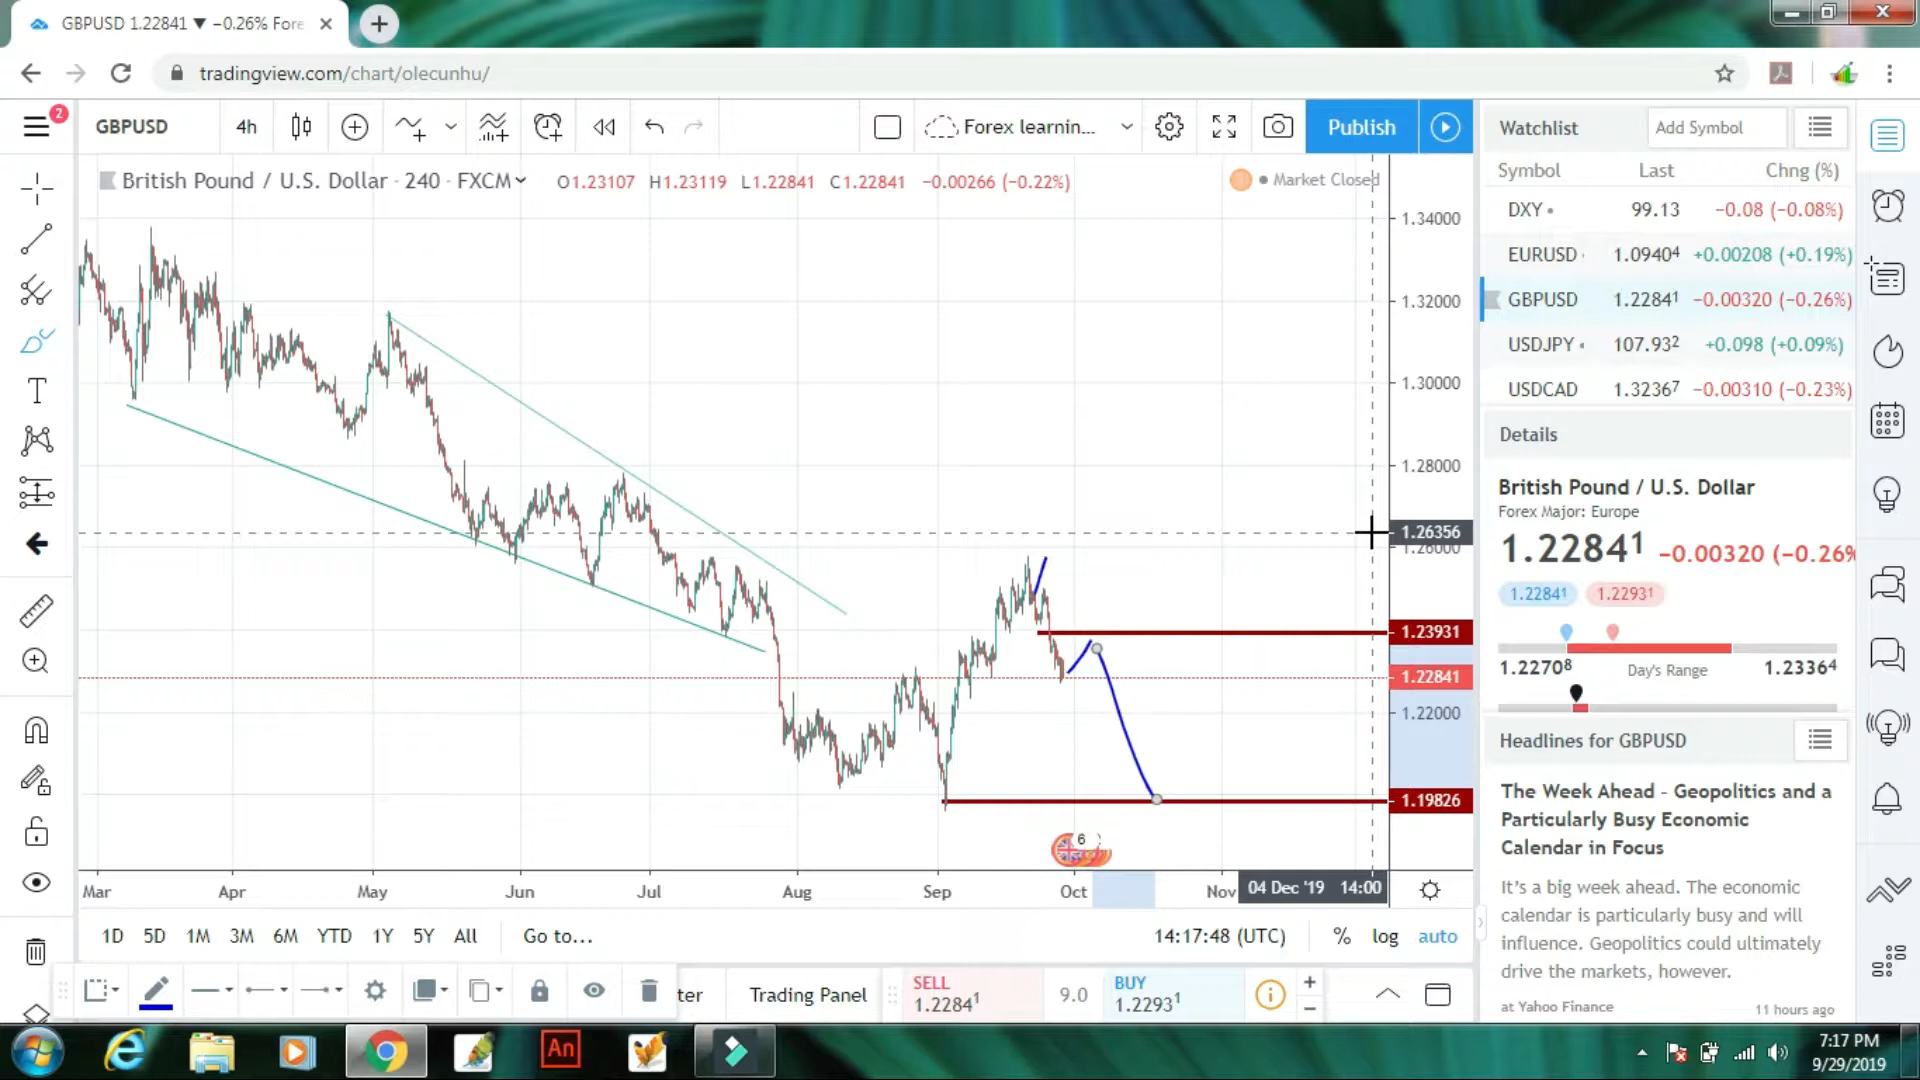 GBPUSD 1.22841 ▼ −0.26% Fore
tradingview.com/chart/olecunhu/
2
GBPUSD 4h Forex learnin... Publish
British Pound / U.S. Dollar · 240 · FXCM O1.23107 H1.23119 L1.22841 C1.22841 −0.00266 (−0.22%) Market Closed
1.34000
1.32000
1.30000
1.28000
1.26356
1.26000
1.23931
1.22841
1.22000
1.19826
6
Mar Apr May Jun Jul Aug Sep Oct Nov 04 Dec '19 14:00
1D 5D 1M 3M 6M YTD 1Y 5Y All Go to... 14:17:48 (UTC) % log auto
ter Trading Panel SELL 1.22841 9.0 BUY 1.22931
Watchlist Add Symbol
Symbol Last Chng (%)
DXY 99.13 −0.08 (−0.08%)
EURUSD 1.09404 +0.00208 (+0.19%)
GBPUSD 1.22841 −0.00320 (−0.26%)
USDJPY 107.932 +0.098 (+0.09%)
USDCAD 1.32367 −0.00310 (−0.23%)
Details
British Pound / U.S. Dollar
Forex Major: Europe
1.22841 −0.00320 (−0.26%
1.22841 1.22931
1.22708 Day's Range 1.23364
Headlines for GBPUSD
The Week Ahead – Geopolitics and a
Particularly Busy Economic
Calendar in Focus
It's a big week ahead. The economic
calendar is particularly busy and will
influence. Geopolitics could ultimately
drive the markets, however.
at Yahoo Finance 11 hours ago
An
7:17 PM
9/29/2019